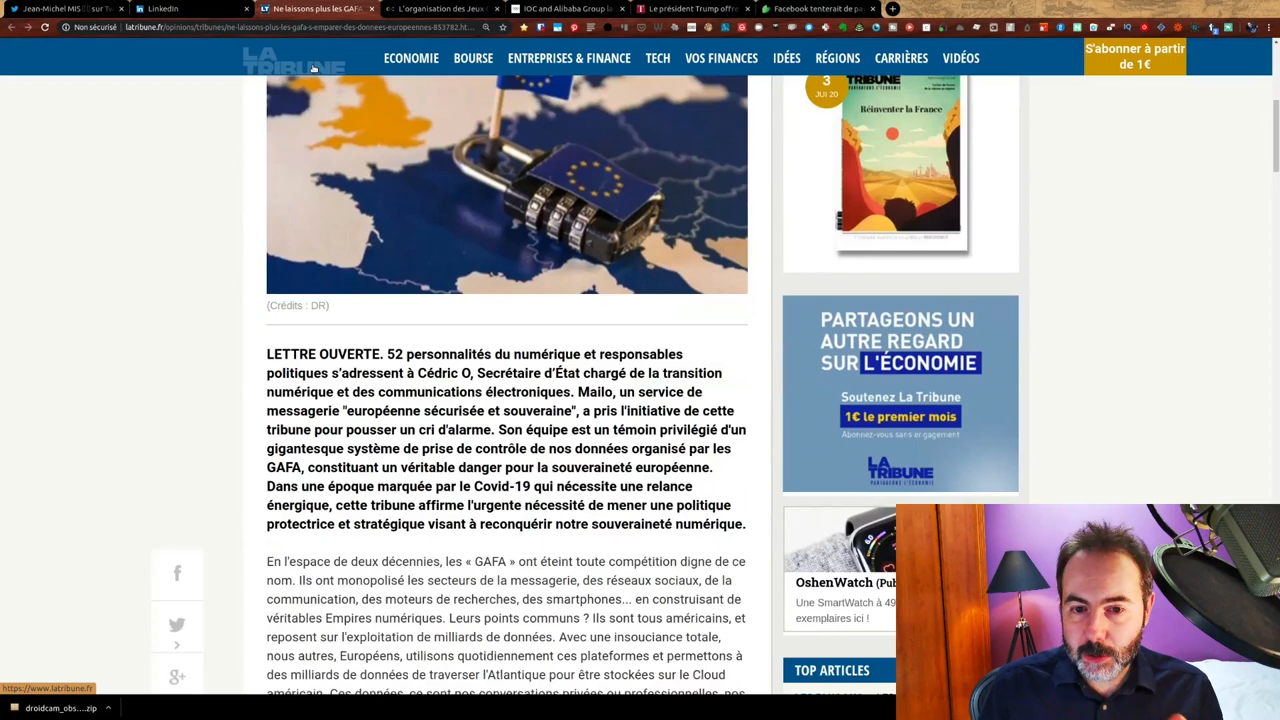 Jean-Michel MIS
sur Tw
LinkedIn
Ne laissons plus les GAFA
L'organisation des Jeux
IOC and Alibaba Group la
Le président Trump offre
Facebook tenterait de pa
Non sécurisé
latribune.fr/opinions/tribunes/ne-laissons-plus-les-gafa-s-emparer-des-donnees-europeennes-853782.ht...
LA TRIBUNE
ECONOMIE
BOURSE
ENTREPRISES & FINANCE
TECH
VOS FINANCES
IDÉES
RÉGIONS
CARRIÈRES
VIDÉOS
S'abonner à partir
de 1€
3
JUI 20
TRIBUNE
Réinventer la France
(Crédits : DR)
LETTRE OUVERTE. 52 personnalités du numérique et responsables
politiques s'adressent à Cédric O, Secrétaire d'État chargé de la transition
numérique et des communications électroniques. Mailo, un service de
messagerie "européenne sécurisée et souveraine", a pris l'initiative de cette
tribune pour pousser un cri d'alarme. Son équipe est un témoin privilégié d'un
gigantesque système de prise de contrôle de nos données organisé par les
GAFA, constituant un véritable danger pour la souveraineté européenne.
Dans une époque marquée par le Covid-19 qui nécessite une relance
énergique, cette tribune affirme l'urgente nécessité de mener une politique
protectrice et stratégique visant à reconquérir notre souveraineté numérique.
En l'espace de deux décennies, les « GAFA » ont éteint toute compétition digne de ce
nom. Ils ont monopolisé les secteurs de la messagerie, des réseaux sociaux, de la
communication, des moteurs de recherches, des smartphones... en construisant de
véritables Empires numériques. Leurs points communs ? Ils sont tous américains, et
reposent sur l'exploitation de milliards de données. Avec une insouciance totale,
nous autres, Européens, utilisons quotidiennement ces plateformes et permettons à
des milliards de données de traverser l'Atlantique pour être stockées sur le Cloud
américain. Ces données, ce sont nos conversations privées ou professionnelles, nos
PARTAGEONS UN
AUTRE REGARD
SUR L'ÉCONOMIE
Soutenez La Tribune
1€ le premier mois
Abonnez-vous sans engagement
LA
TRIBUNE
PARTAGEONS L'ÉCONOMIE
OshenWatch (Pub
Une SmartWatch à 49
exemplaires ici !
TOP ARTICLES
https://www.latribune.fr
droidcam_obs....zip